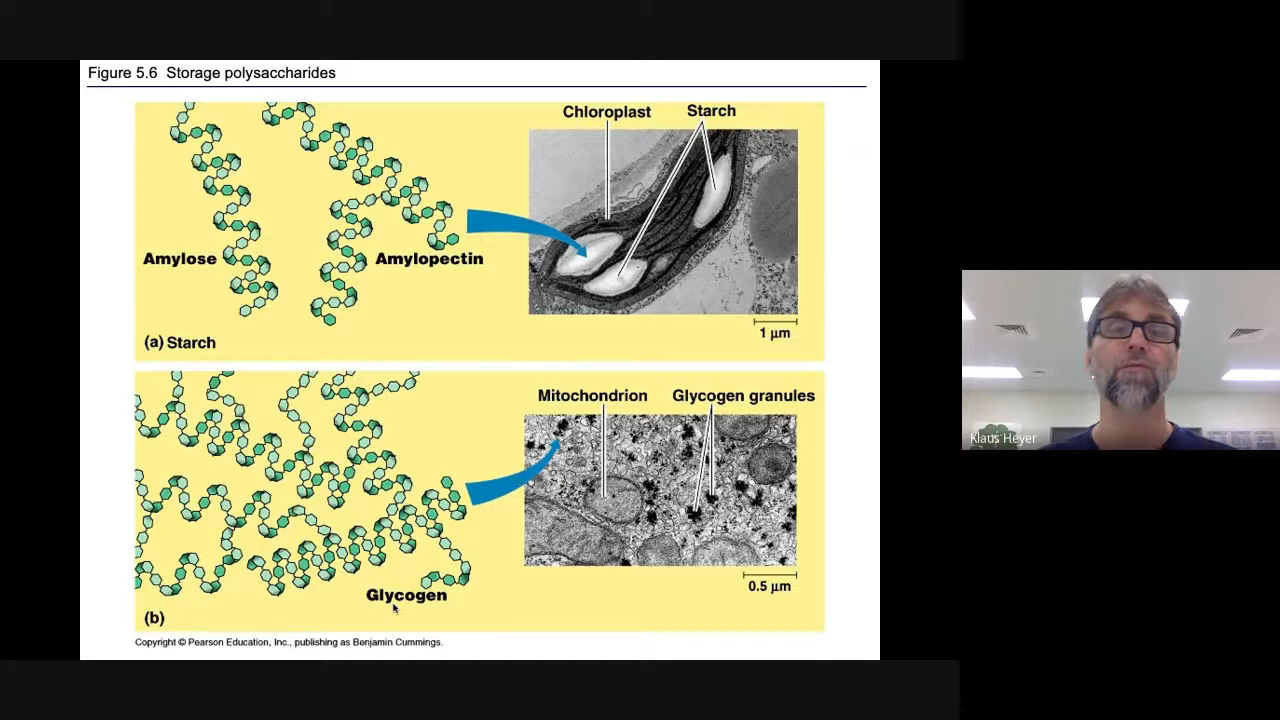 Figure 5.6 Storage polysaccharides
Chloroplast
Starch
Amylose
Amylopectin
1 µm
(a) Starch
Mitochondrion
Glycogen granules
Glycogen
0.5 µm
(b)
Copyright © Pearson Education, Inc., publishing as Benjamin Cummings.
Klaus Heyer